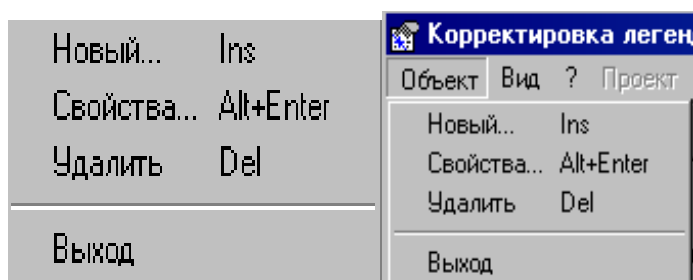 Новый... Ins
Свойства... Alt+Enter
Удалить Del
Выход
Корректировка леген
Объект Вид ? Проект
Новый... Ins
Свойства... Alt+Enter
Удалить Del
Выход